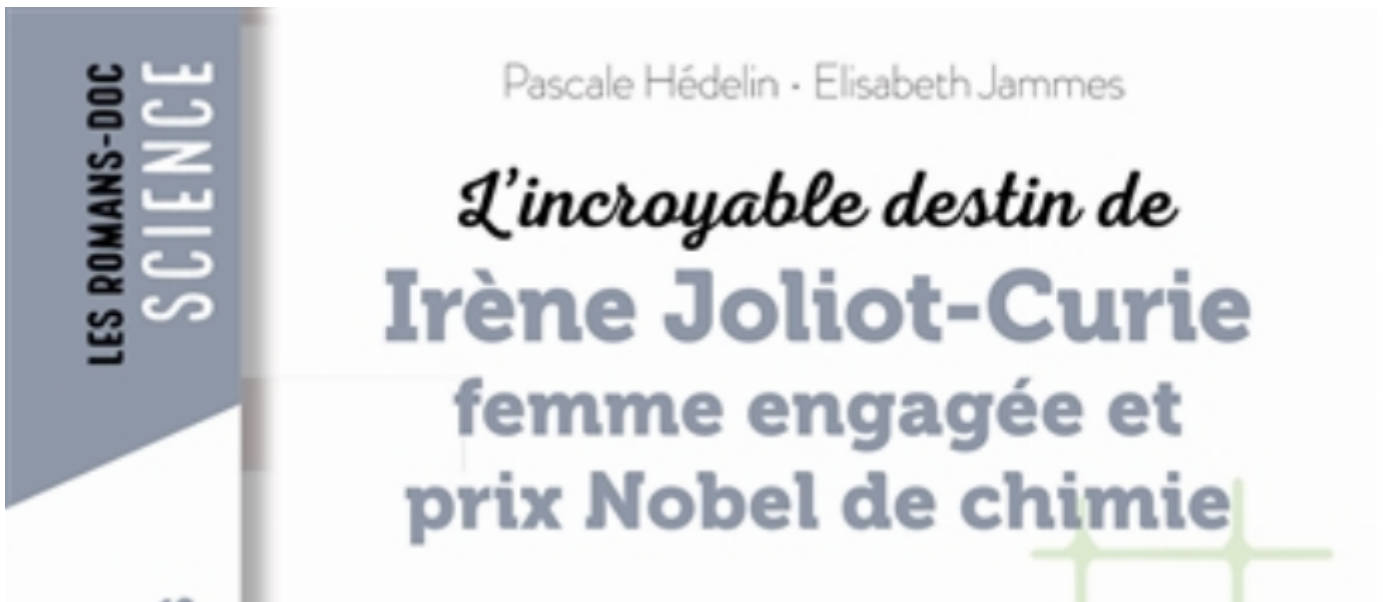 LES ROMANS-DOC
SCIENCE
Pascale Hédelin · Elisabeth Jammes
L'incroyable destin de
Irène Joliot-Curie
femme engagée et
prix Nobel de chimie